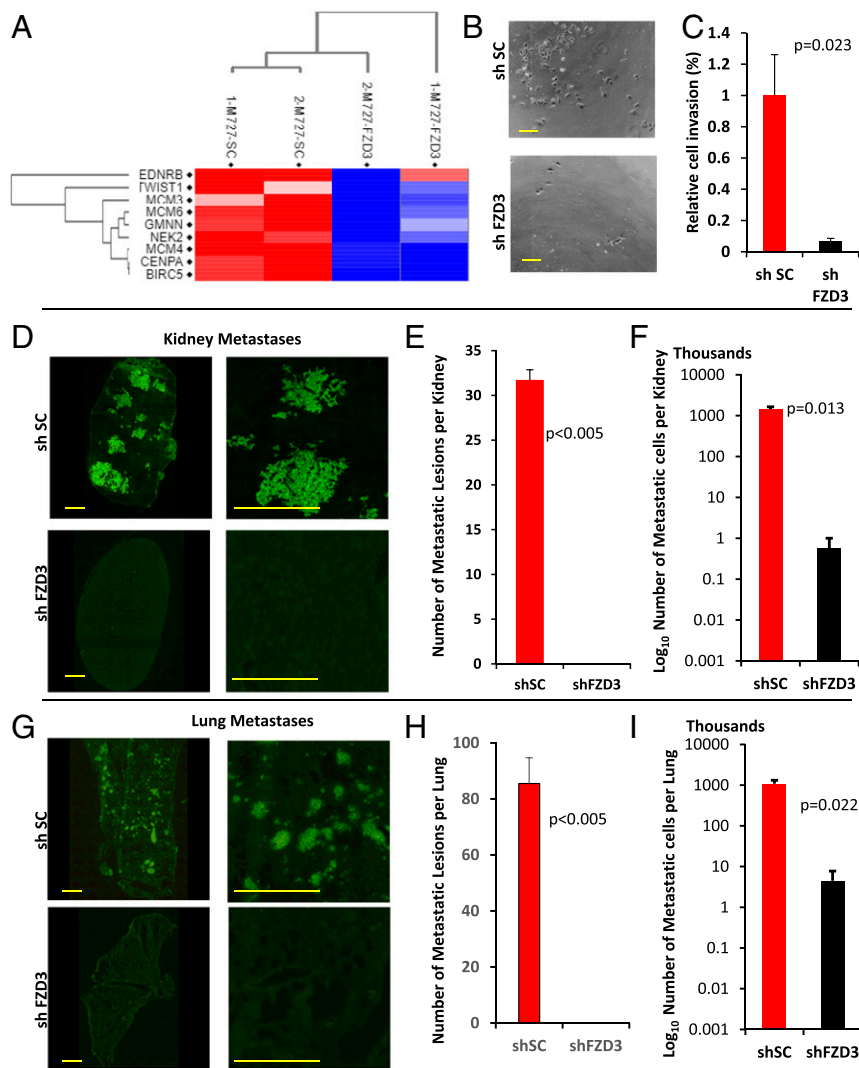 A
1-M727-SC
2-M727-SC
2-M727-FZD3
1-M727-FZD3
EDNRB
TWIST1
MCM3
MCM6
GMNN
NEK2
MCM4
CENPA
BIRC5
B
sh SC
sh FZD3
C
Relative cell invasion (%)
1.4
1.2
1
0.8
0.6
0.4
0.2
0
p=0.023
sh SC
sh
FZD3
D
Kidney Metastases
sh SC
sh FZD3
E
Number of Metastatic Lesions per Kidney
35
30
25
20
15
10
5
0
p<0.005
shSC
shFZD3
F
Thousands
Log10 Number of Metastatic cells per Kidney
10000
1000
100
10
1
0.1
0.01
0.001
p=0.013
shSC
shFZD3
G
Lung Metastases
sh SC
sh FZD3
H
Number of Metastatic Lesions per Lung
100
80
60
40
20
0
p<0.005
shSC
shFZD3
I
Thousands
Log10 Number of Metastatic cells per Lung
10000
1000
100
10
1
0.1
0.01
0.001
p=0.022
shSC
shFZD3